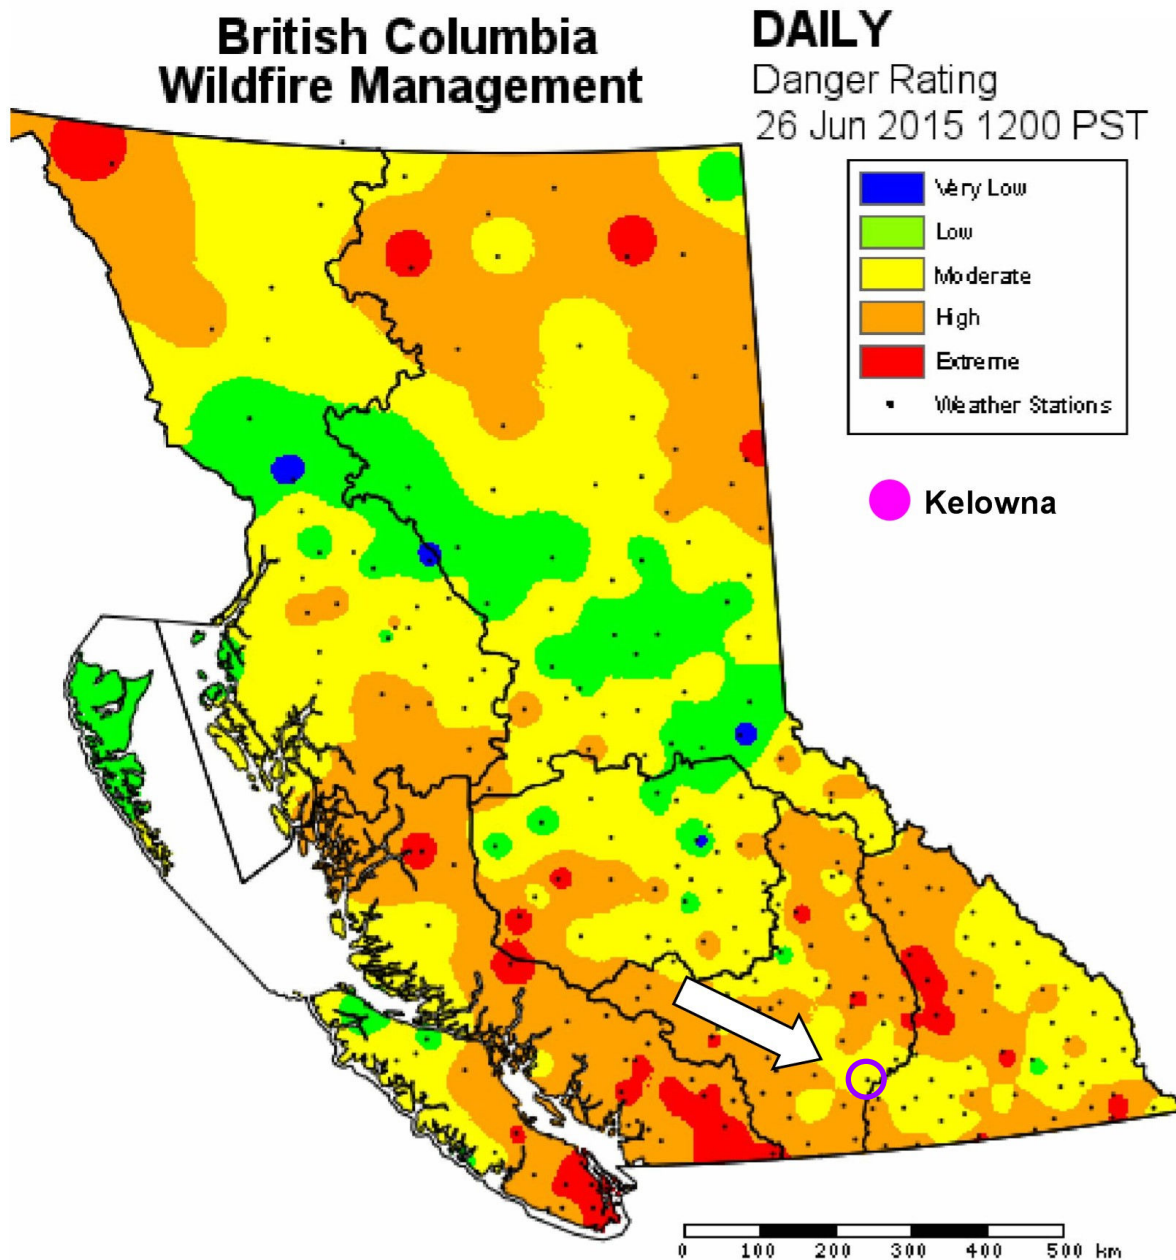 British Columbia
Wildfire Management
DAILY
Danger Rating
26 Jun 2015 1200 PST
Very Low
Low
Moderate
High
Extreme
Weather Stations
Kelowna
0 100 200 300 400 500 km